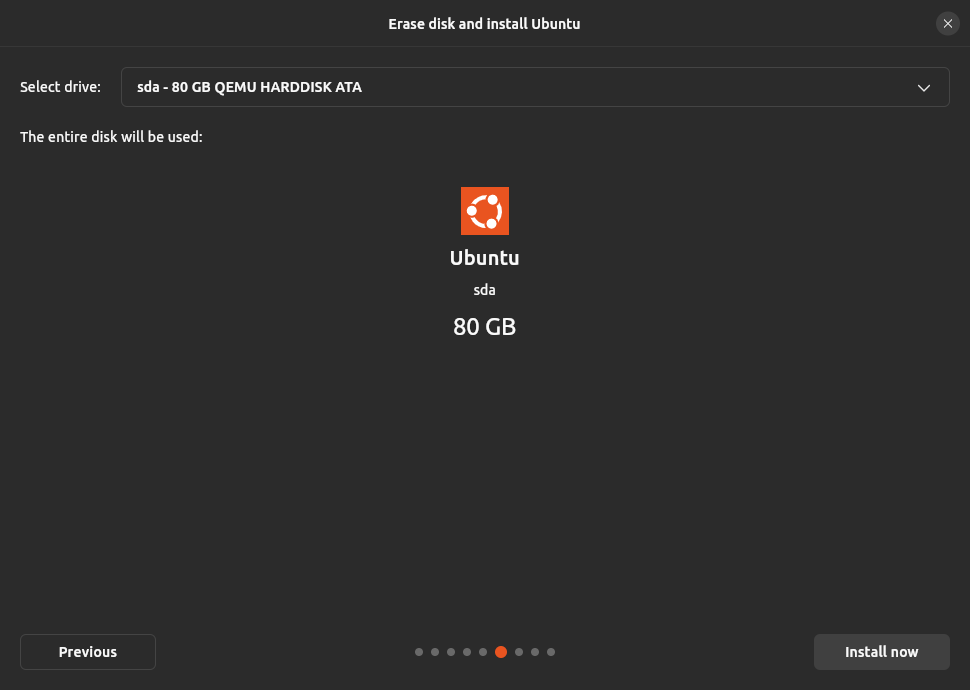 Erase disk and install Ubuntu
Select drive: sda - 80 GB QEMU HARDDISK ATA
The entire disk will be used:
Ubuntu
sda
80 GB
Previous Install now